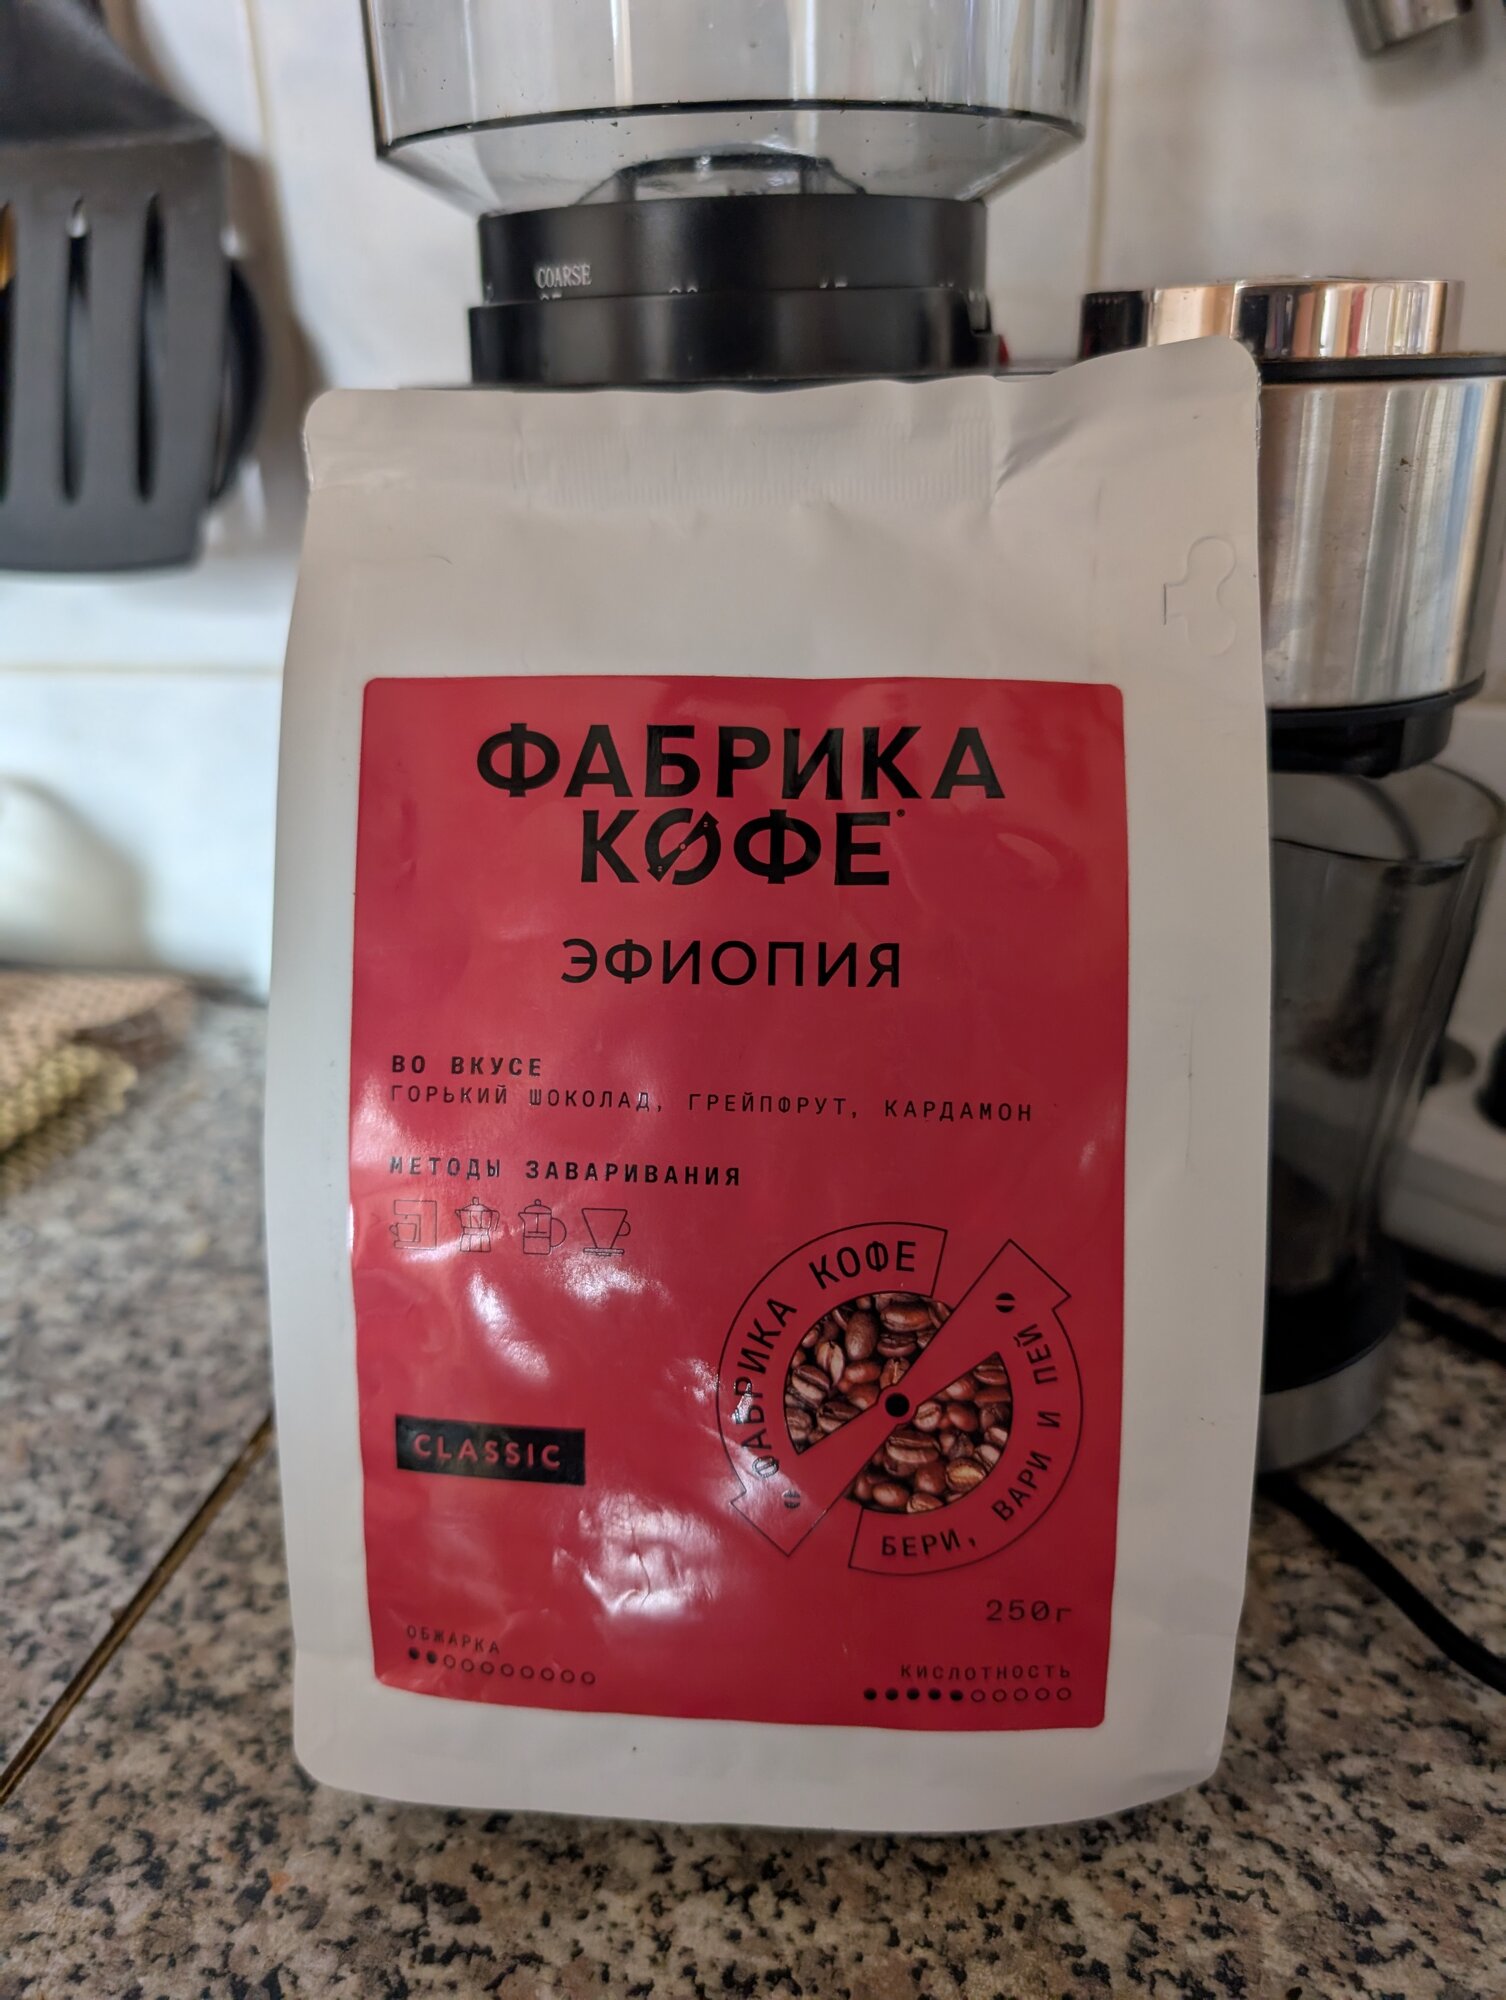 COARSE
ФАБРИКА
КОФЕ
ЭФИОПИЯ
ВО ВКУСЕ
ГОРЬКИЙ ШОКОЛАД, ГРЕЙПФРУТ, КАРДАМОН
МЕТОДЫ ЗАВАРИВАНИЯ
ФАБРИКА КОФЕ
БЕРИ, ВАРИ И ПЕЙ
CLASSIC
250г
ОБЖАРКА
КИСЛОТНОСТЬ